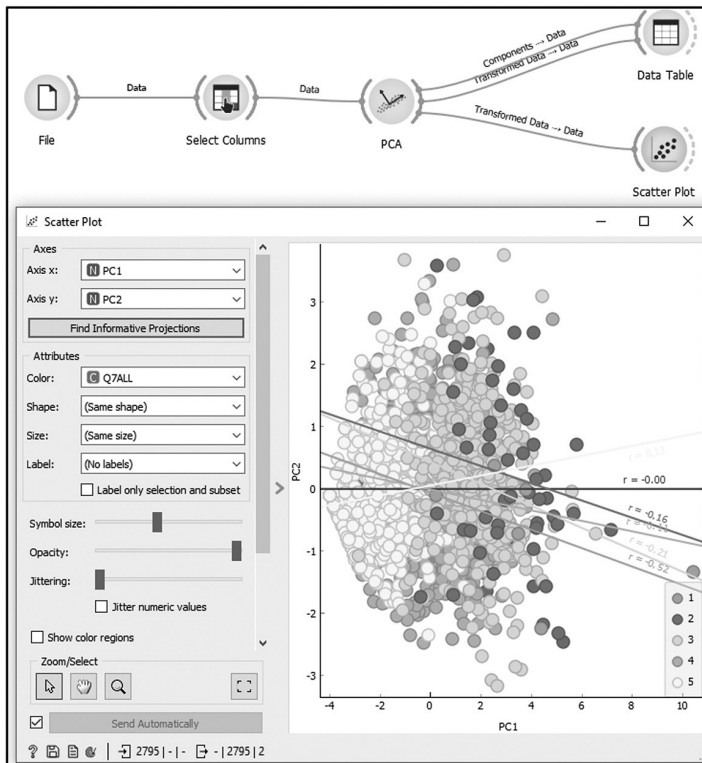 Components → Data
Transformed Data → Data
Data
Data
Transformed Data → Data
Data Table
File
Select Columns
PCA
Scatter Plot
Scatter Plot
Axes
Axis x: N PC1
Axis y: N PC2
Find Informative Projections
Attributes
Color: C Q7ALL
Shape: (Same shape)
Size: (Same size)
Label: (No labels)
Label only selection and subset
Symbol size:
Opacity:
Jittering:
Jitter numeric values
Show color regions
Zoom/Select
Send Automatically
? 2795 | - | - - | 2795 | 2
3
2
1
0
-1
-2
-3
PC2
r = 0.13
r = -0.00
r = -0.16
r = -0.21
r = -0.52
1
2
3
4
5
-4 -2 0 2 4 6 8 10
PC1